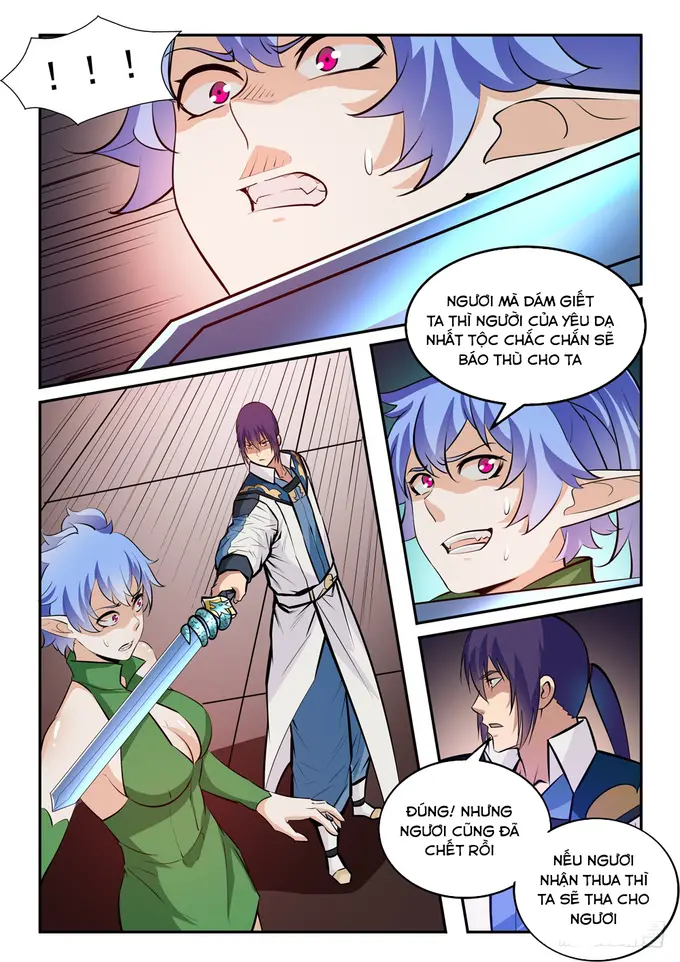 ! ! !
NGƯƠI MÀ DÁM GIẾT
TA THÌ NGƯỜI CỦA YÊU DẠ
NHẤT TỘC CHẮC CHẮN SẼ
BÁO THÙ CHO TA
ĐÚNG! NHƯNG
NGƯƠI CŨNG ĐÃ
CHẾT RỒI
NẾU NGƯƠI
NHẬN THUA THÌ
TA SẼ THA CHO
NGƯƠI